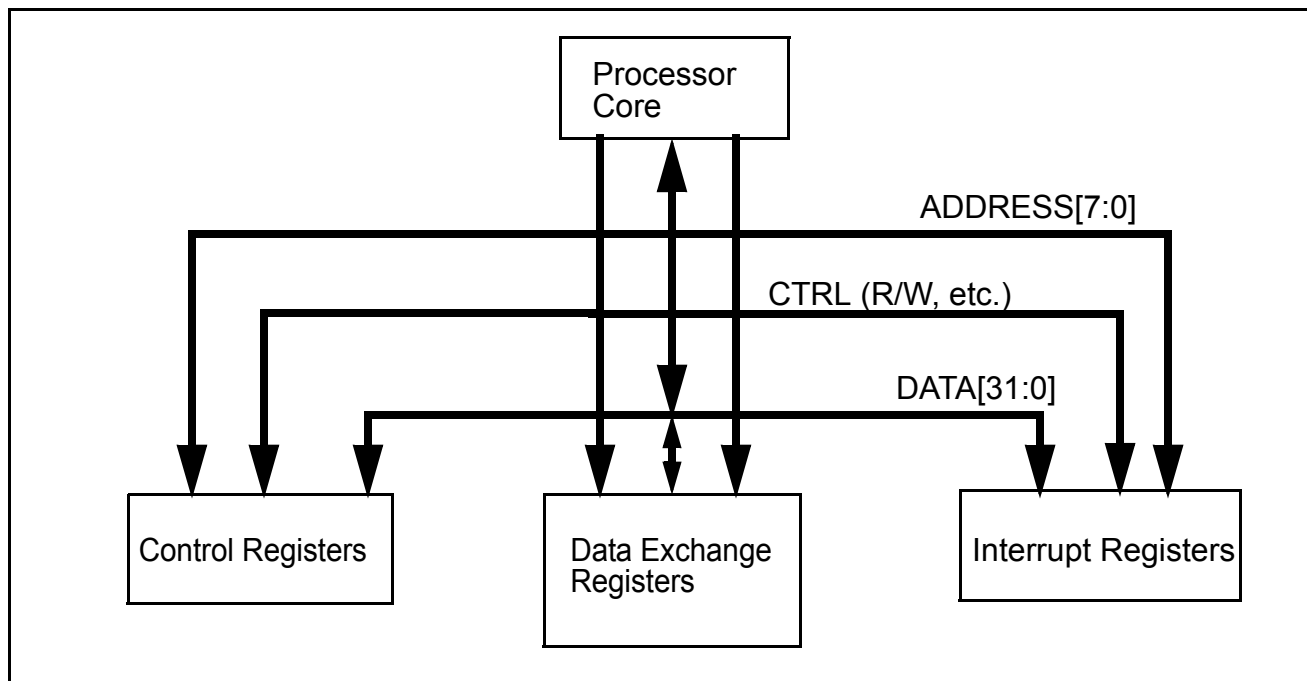 Processor
Core
ADDRESS[7:0]
CTRL (R/W, etc.)
DATA[31:0]
Control Registers
Data Exchange
Registers
Interrupt Registers